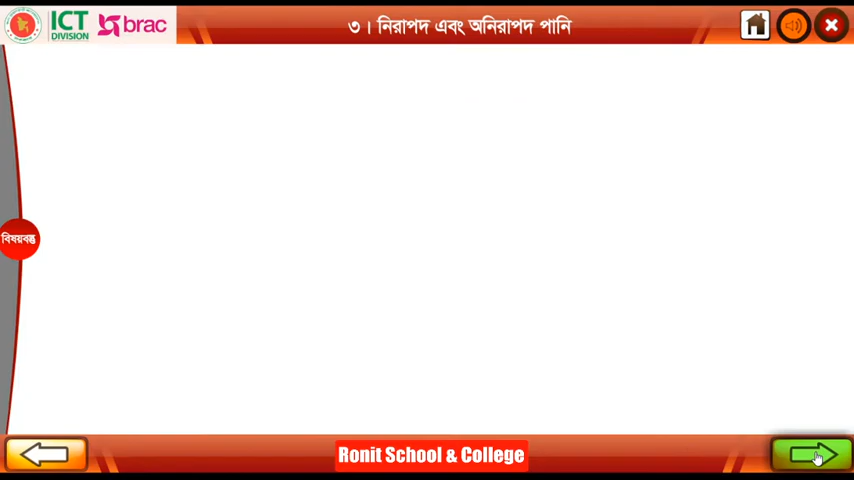 ICT
DIVISION
brac
৩। নিরাপদ এবং অনিরাপদ পানি
বিষয়বস্তু
Ronit School & College